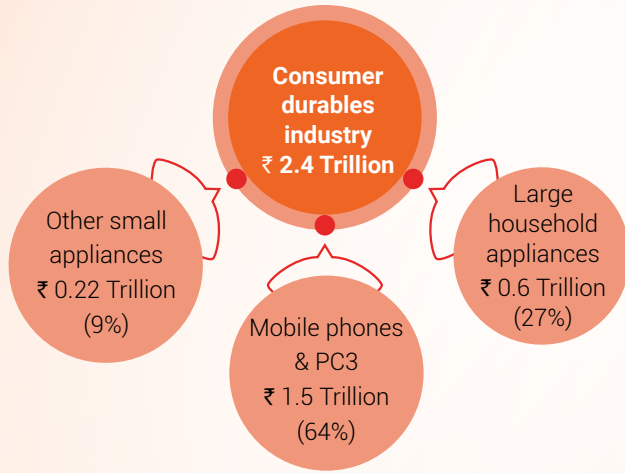 Consumer
durables
industry
₹ 2.4 Trillion
Other small
appliances
₹ 0.22 Trillion
(9%)
Mobile phones
& PC3
₹ 1.5 Trillion
(64%)
Large
household
appliances
₹ 0.6 Trillion
(27%)